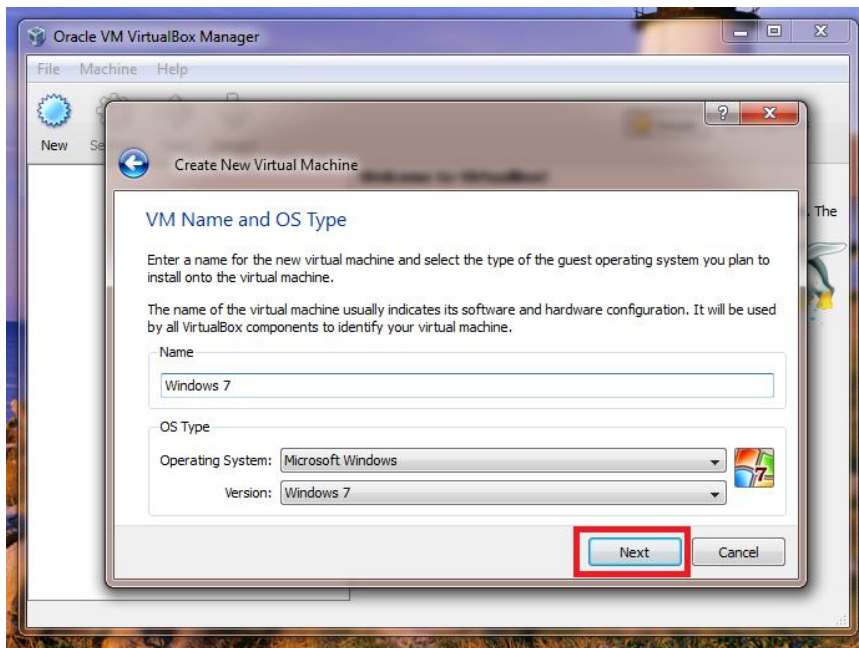 Oracle VM VirtualBox Manager
File Machine Help
New
Create New Virtual Machine
. The
VM Name and OS Type
Enter a name for the new virtual machine and select the type of the guest operating system you plan to
install onto the virtual machine.
The name of the virtual machine usually indicates its software and hardware configuration. It will be used
by all VirtualBox components to identify your virtual machine.
Name
Windows 7
OS Type
Operating System: Microsoft Windows
7
Version: Windows 7
Next Cancel